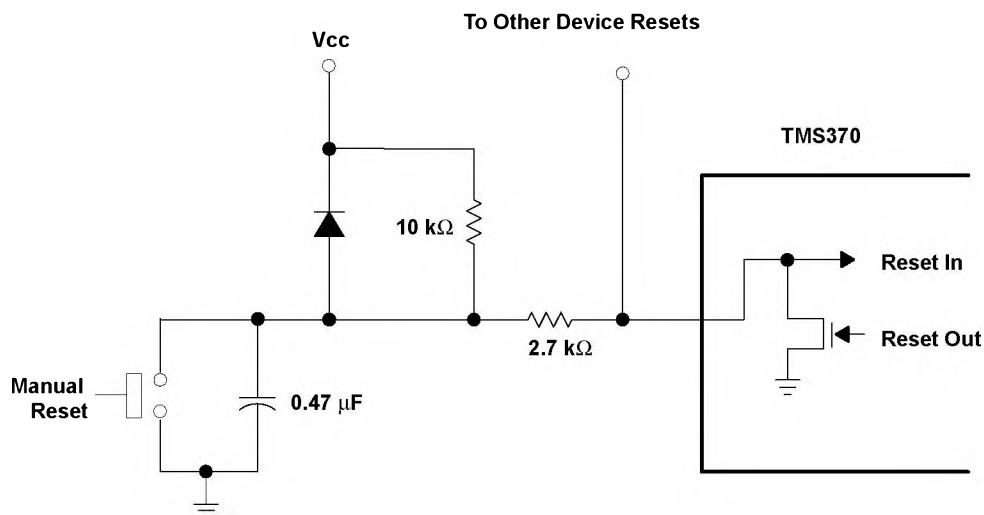 To Other Device Resets
Vcc
TMS370
10 kΩ
Reset In
2.7 kΩ
Reset Out
Manual
Reset
0.47 µF